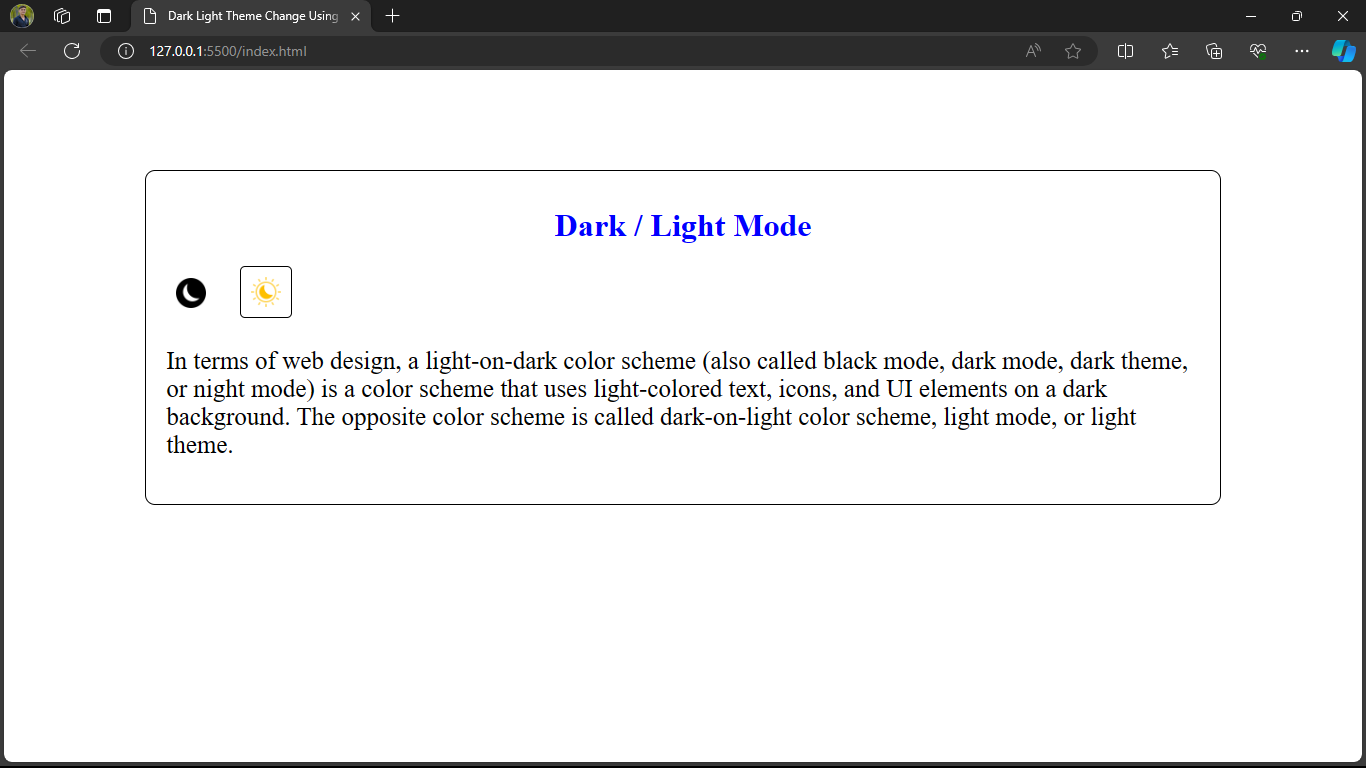 Dark Light Theme Change Using
127.0.0.1:5500/index.html
Dark / Light Mode
In terms of web design, a light-on-dark color scheme (also called black mode, dark mode, dark theme,
or night mode) is a color scheme that uses light-colored text, icons, and UI elements on a dark
background. The opposite color scheme is called dark-on-light color scheme, light mode, or light
theme.